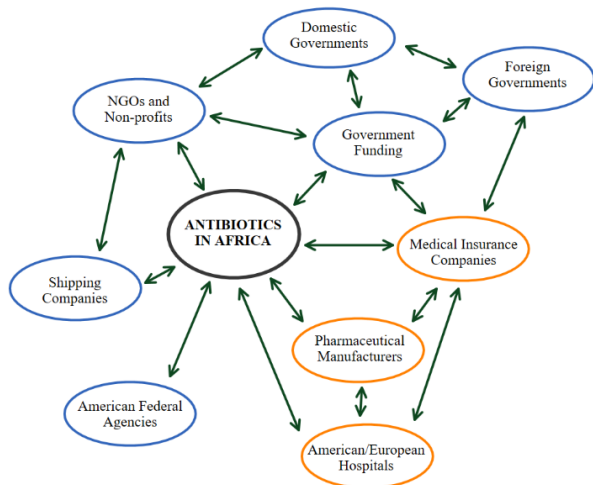 Domestic
Governments
Foreign
Governments
NGOs and
Non-profits
Government
Funding
ANTIBIOTICS
IN AFRICA
Medical Insurance
Companies
Shipping
Companies
Pharmaceutical
Manufacturers
American Federal
Agencies
American/European
Hospitals